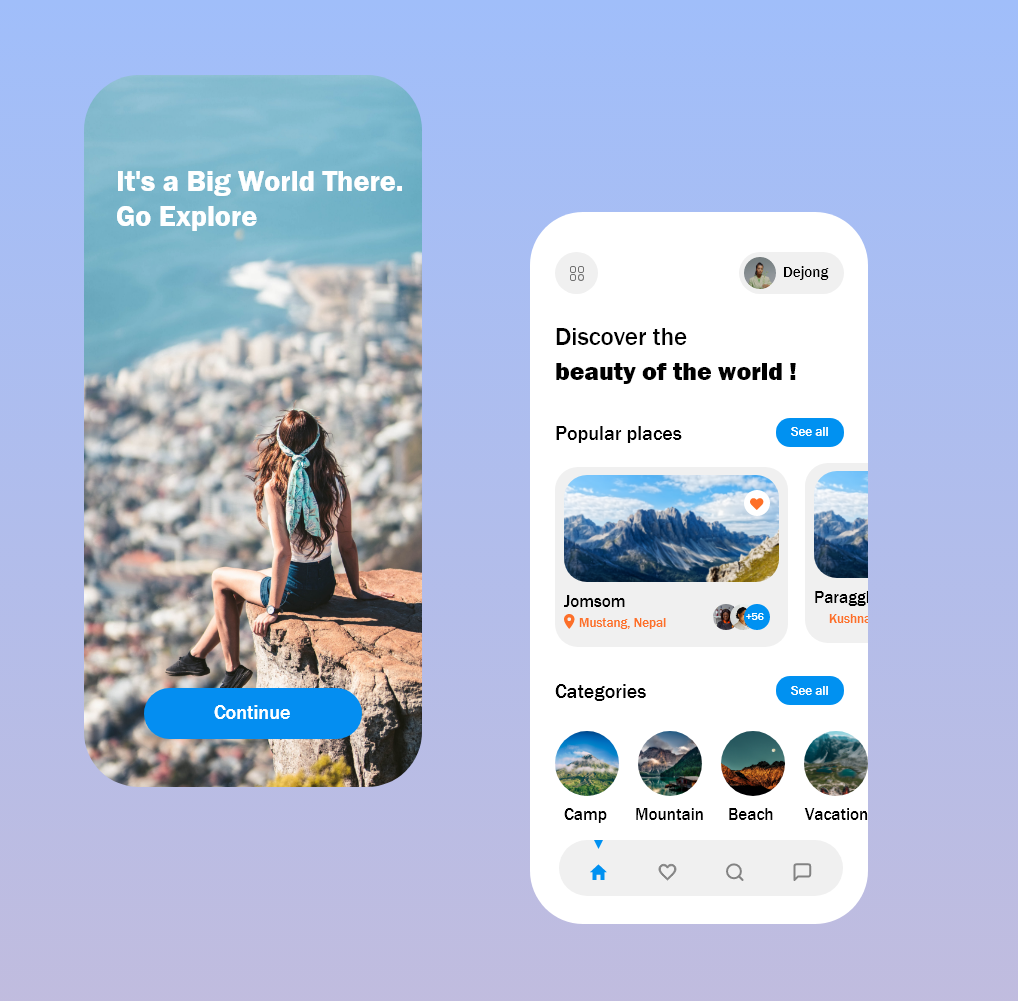 It's a Big World There.
Go Explore
Continue
Dejong
Discover the
beauty of the world !
Popular places
See all
Jomsom
Mustang, Nepal
+56
Paraggl
Kushna
Categories
See all
Camp
Mountain
Beach
Vacation